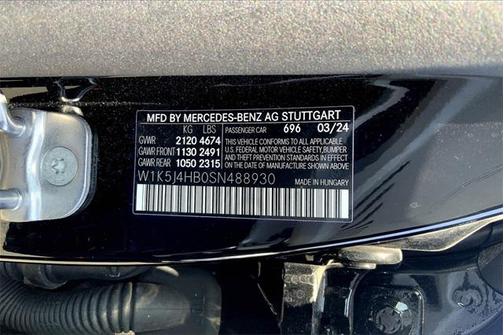 MFD BY MERCEDES-BENZ AG STUTTGART
KG LBS PASSENGER CAR 696 03/24
GVWR 2120 4674
GAWR FRONT 1130 2491
GAWR REAR 1050 2315
THIS VEHICLE CONFORMS TO ALL APPLICABLE
U.S. FEDERAL MOTOR VEHICLE SAFETY, BUMPER,
AND THEFT PREVENTION STANDARDS IN
EFFECT ON THE DATE OF
MANUFACTURE SHOWN ABOVE
W1K5J4HB0SN488930
MADE IN HUNGARY